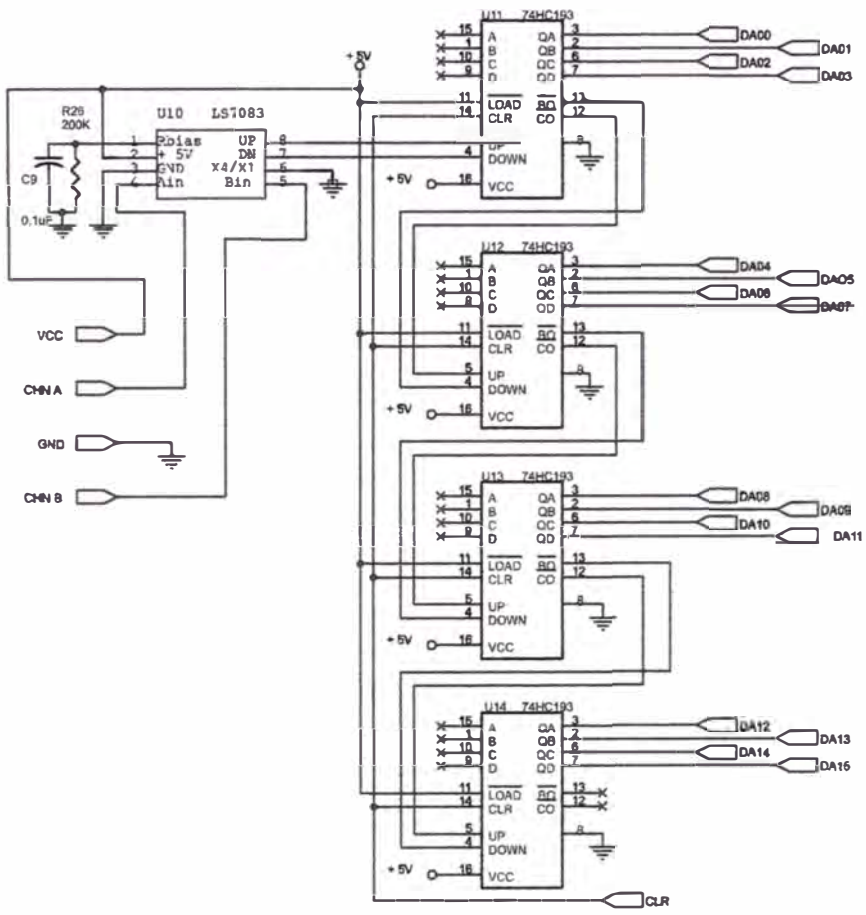 U11 74HC193
15 A QA 3 DA00
1 B QB 2 DA01
10 C QC 6 DA02
9 D QD 7 DA03
11 LOAD BO 13
14 CLR CO 12
UP 8
4 DOWN
+5V 16 VCC
+5V
R26
200K
U10 LS7083
1 Rbias UP 8
2 + 5V DN 7
3 GND X4/X1 6
4 Ain Bin 5
C9
0.1uF
VCC
CHN A
GND
CHN B
U12 74HC193
15 A QA 3 DA04
1 B QB 2 DAO5
10 C QC 6 DA06
9 D QD 7 DA07
11 LOAD BO 13
14 CLR CO 12
5 UP 8
4 DOWN
+5V 16 VCC
U13 74HC193
15 A QA 3 DA08
1 B QB 2 DA09
10 C QC 6 DA10
9 D QD 7 DA11
11 LOAD BO 13
14 CLR CO 12
5 UP 8
4 DOWN
+5V 16 VCC
U14 74HC193
15 A QA 3 DA12
1 B QB 2 DA13
10 C QC 6 DA14
9 D QD 7 DA15
11 LOAD BO 13
14 CLR CO 12
5 UP 8
4 DOWN
+5V 16 VCC
CLR